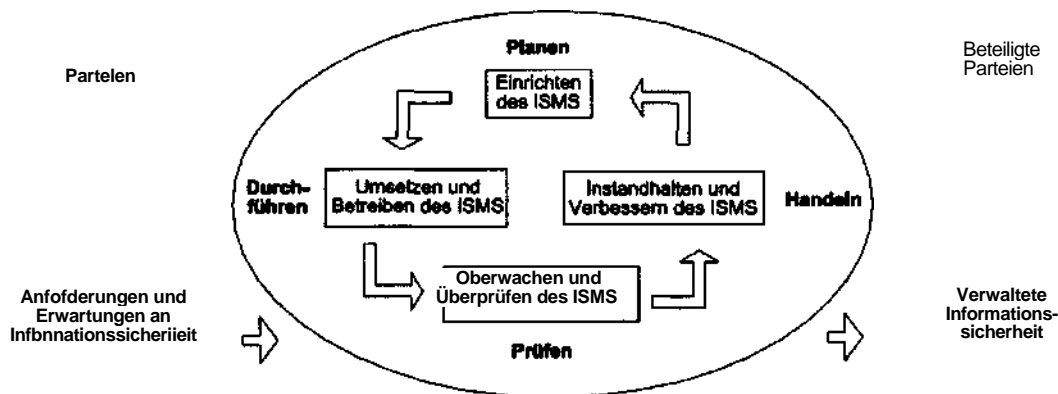 Planen
Partelen
Beteiligte
Parteien
Einrichten
des ISMS
Durch-
führen
Umsetzen und
Betreiben des ISMS
Instandhalten und
Verbessern des ISMS
Handeln
Oberwachen und
Überprüfen des ISMS
Prüfen
Anfofderungen und
Erwartungen an
Infbnnationssicheriieit
Verwaltete
Informations-
sicherheit